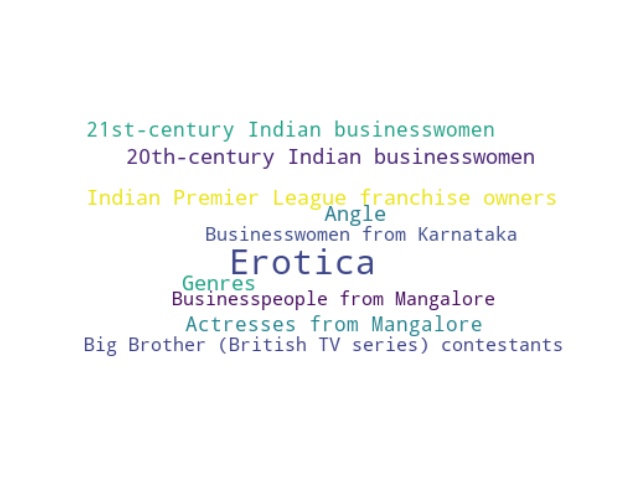 21st-century Indian businesswomen
20th-century Indian businesswomen
Indian Premier League franchise owners
Angle
Businesswomen from Karnataka
Erotica
Genres
Businesspeople from Mangalore
Actresses from Mangalore
Big Brother (British TV series) contestants